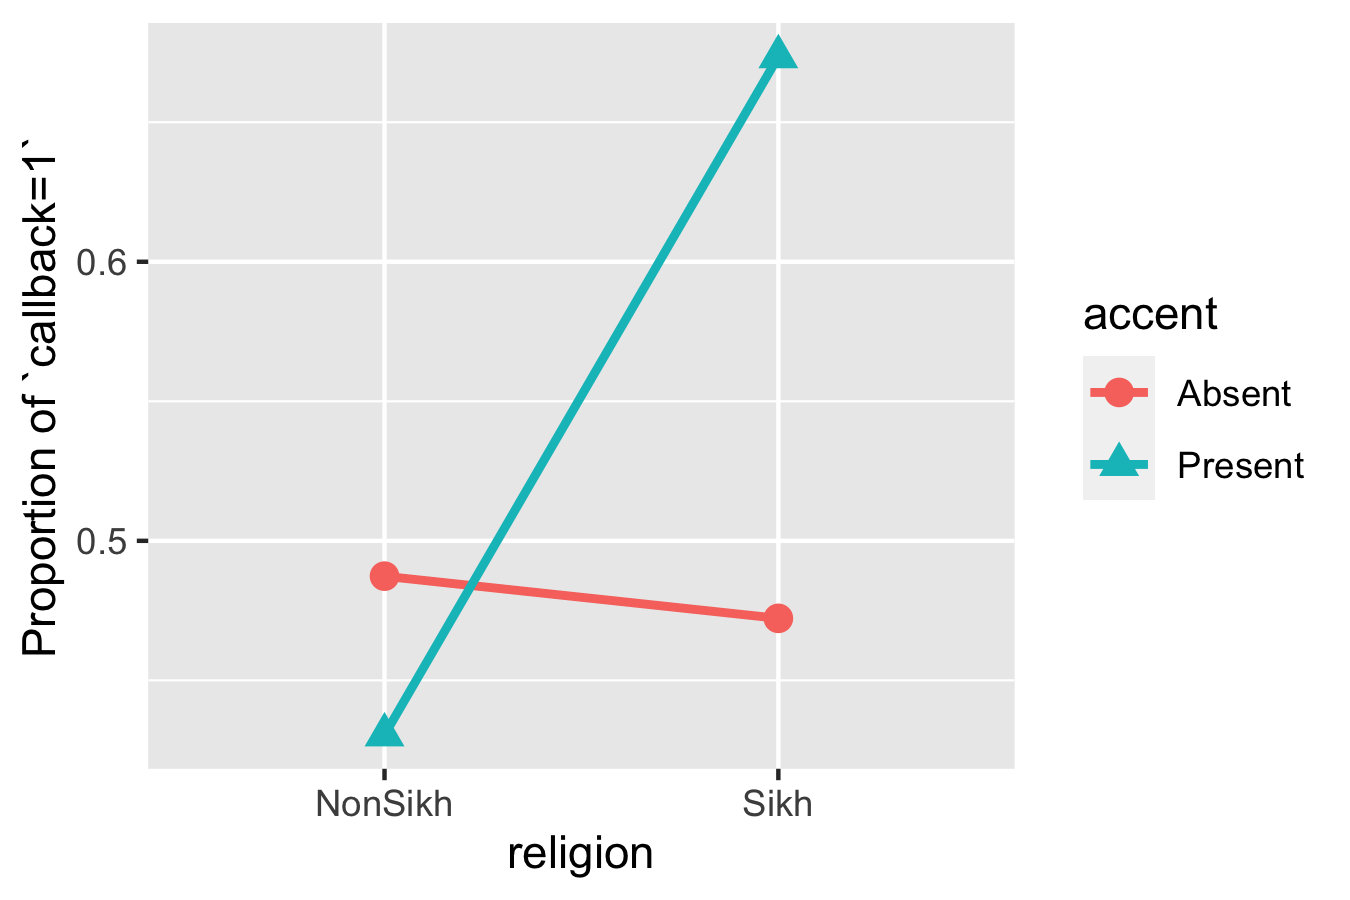 Proportion of `callback=1`
0.6
0.5
NonSikh
Sikh
religion
accent
Absent
Present